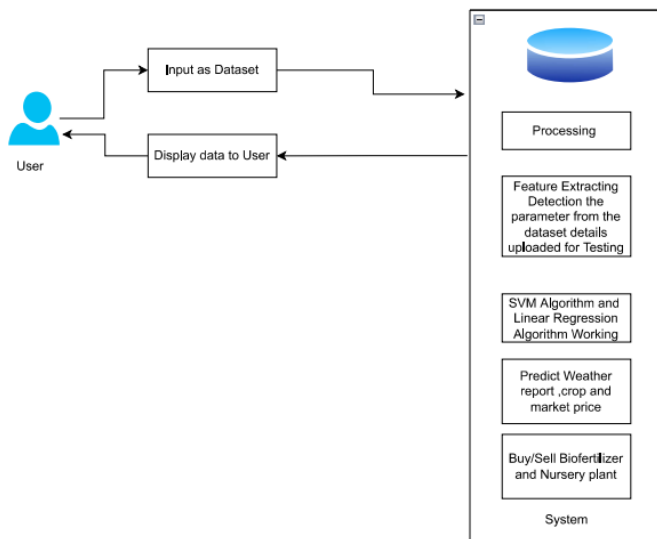 Input as Dataset
Display data to User
User
Processing
Feature Extracting
Detection the
parameter from the
dataset details
uploaded for Testing
SVM Algorithm and
Linear Regression
Algorithm Working
Predict Weather
report ,crop and
market price
Buy/Sell Biofertilizer
and Nursery plant
System